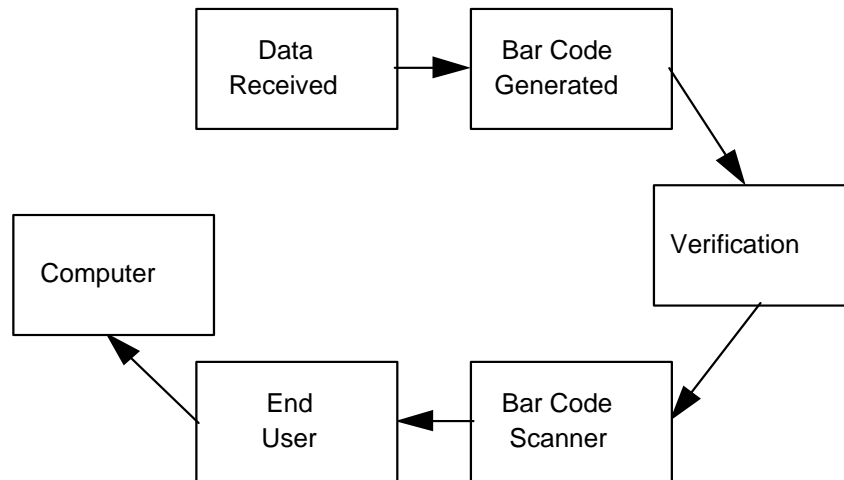 Data
Received
Bar Code
Generated
Verification
Computer
End
User
Bar Code
Scanner